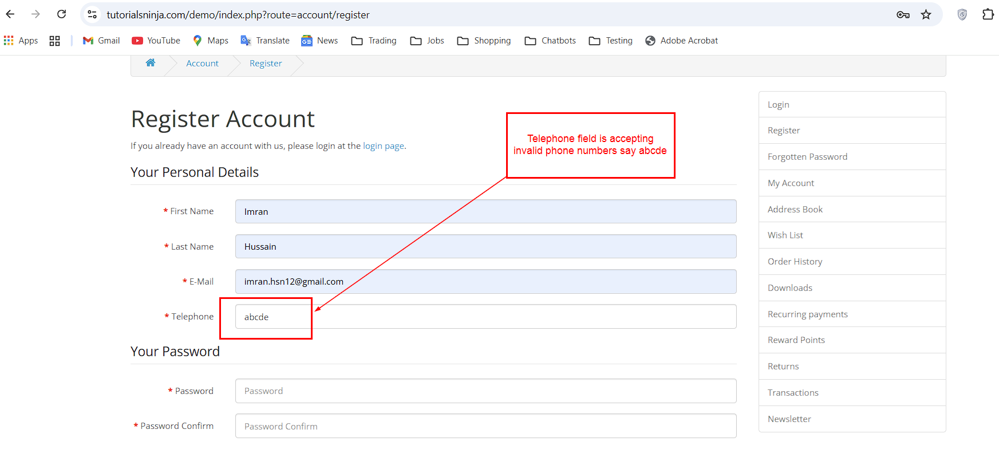 tutorialsninja.com/demo/index.php?route=account/register
Apps Gmail YouTube Maps Translate News Trading Jobs Shopping Chatbots Testing Adobe Acrobat
Account Register
Register Account
If you already have an account with us, please login at the login page.
Your Personal Details
Telephone field is accepting
invalid phone numbers say abcde
* First Name Imran
* Last Name Hussain
* E-Mail imran.hsn12@gmail.com
* Telephone abcde
Your Password
* Password Password
* Password Confirm Password Confirm
Login
Register
Forgotten Password
My Account
Address Book
Wish List
Order History
Downloads
Recurring payments
Reward Points
Returns
Transactions
Newsletter